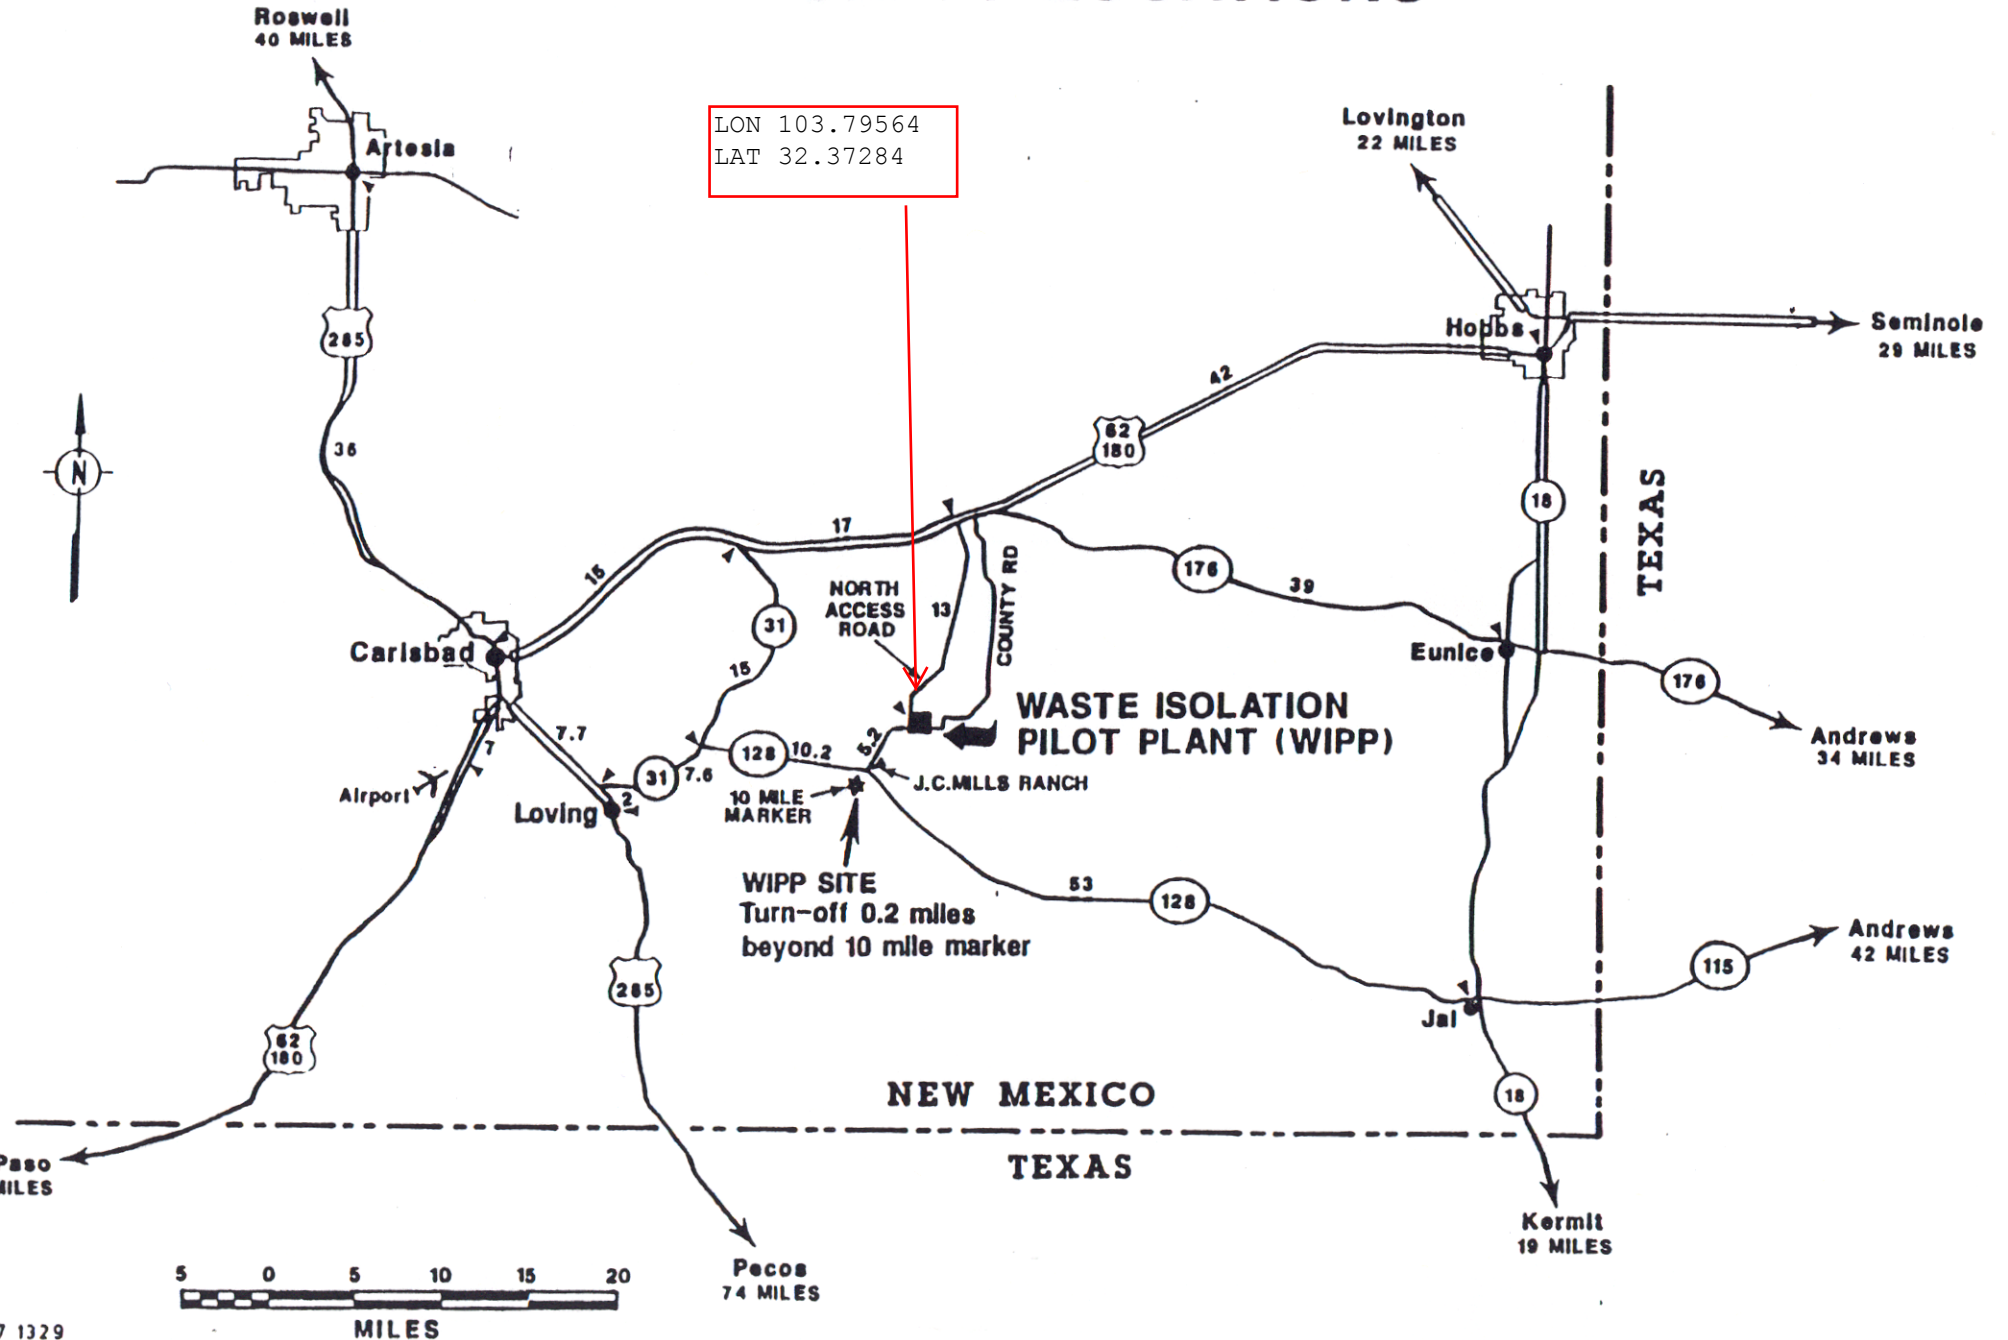 Roswell
40 MILES
LON 103.79564
LAT 32.37284
Lovington
22 MILES
Artesia
285
Hobbs
Seminole
29 MILES
42
62
180
36
N
18
TEXAS
17
15
NORTH
ACCESS
ROAD
13
COUNTY RD
176
39
31
Carlsbad
Eunice
15
176
WASTE ISOLATION
PILOT PLANT (WIPP)
7.7
5.2
7
128
10.2
Andrews
34 MILES
31
7.6
J.C.MILLS RANCH
Airport
2
10 MILE
MARKER
Loving
WIPP SITE
Turn-off 0.2 miles
beyond 10 mile marker
53
128
Andrews
42 MILES
115
285
Jal
62
180
NEW MEXICO
18
TEXAS
Paso
MILES
Kermit
19 MILES
Pecos
74 MILES
5 0 5 10 15 20
MILES
7 1329